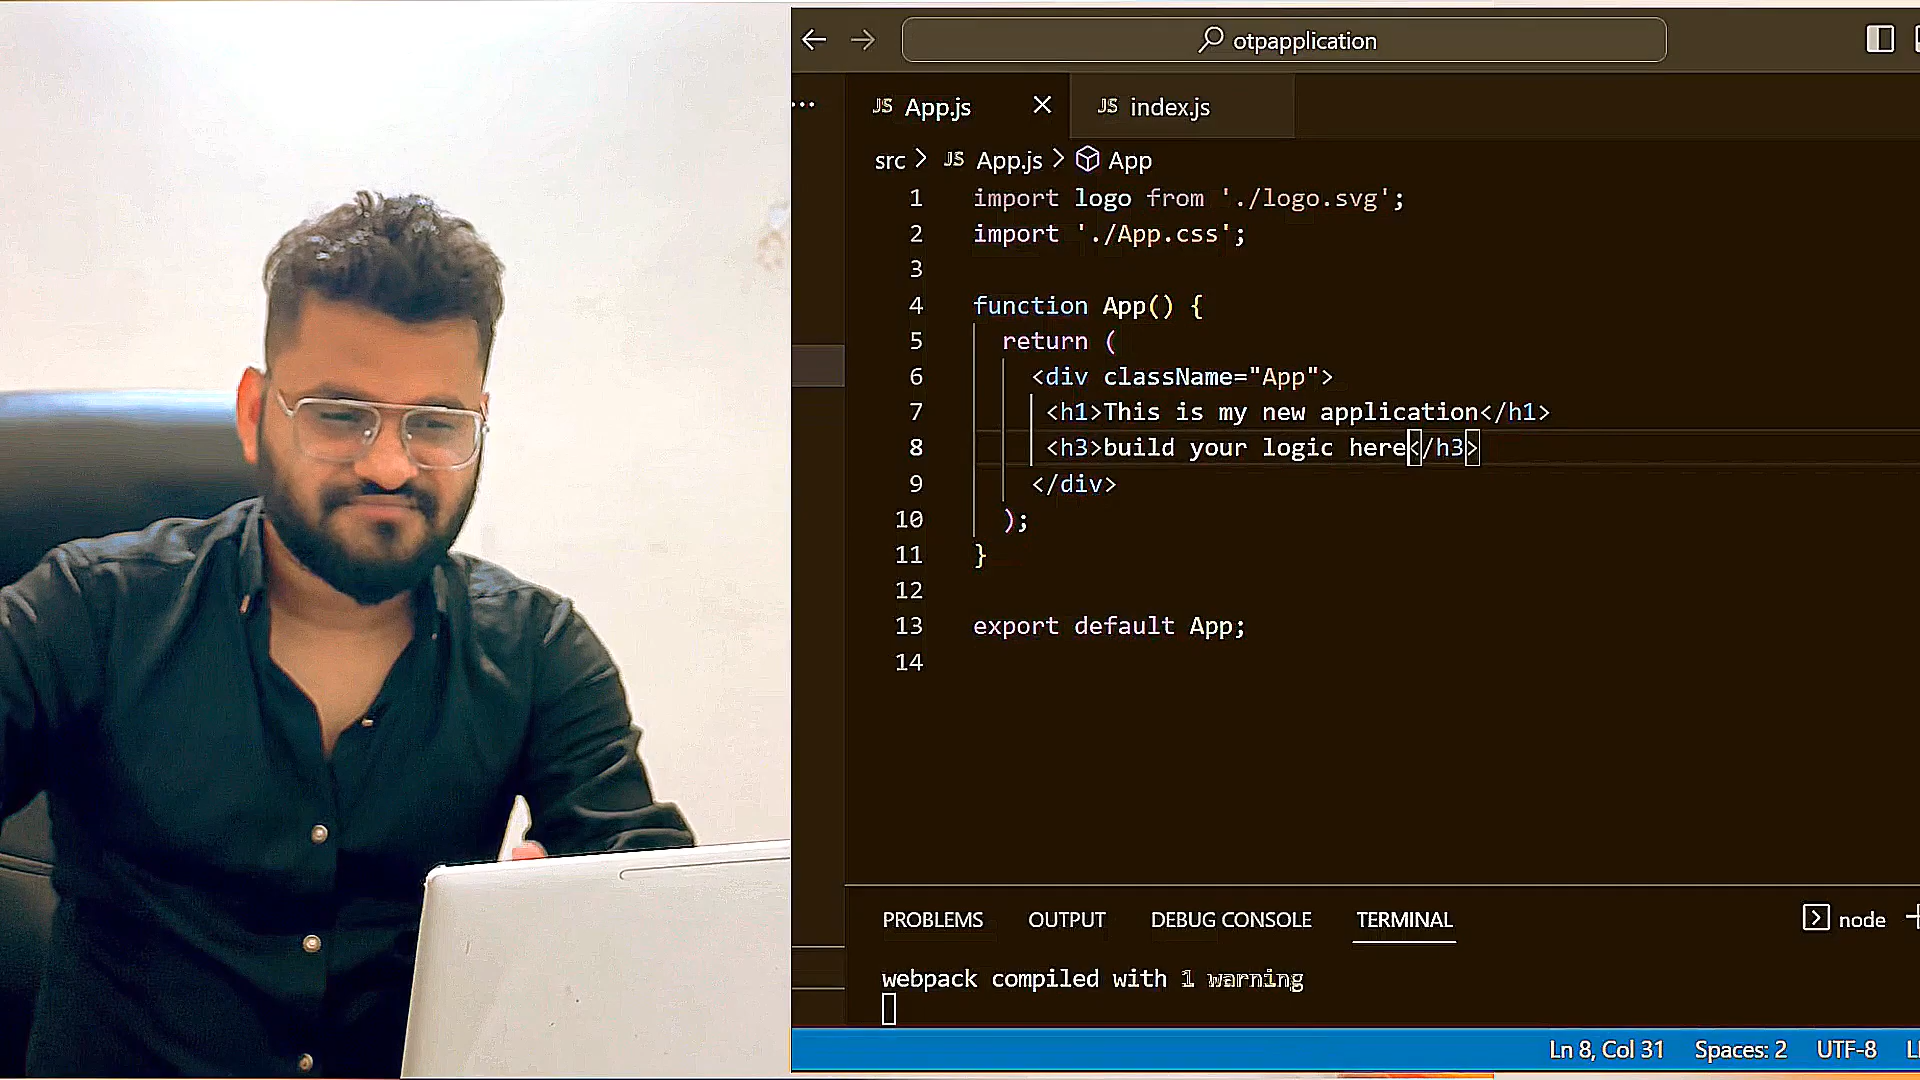 otpapplication
JS App.js
JS index.js
src > JS App.js > App
1 import logo from './logo.svg';
2 import './App.css';
3
4 function App() {
5 return (
6 <div className="App">
7 <h1>This is my new application</h1>
8 <h3>build your logic here</h3>
9 </div>
10 );
11 }
12
13 export default App;
14
PROBLEMS OUTPUT DEBUG CONSOLE TERMINAL node
webpack compiled with 1 warning
Ln 8, Col 31 Spaces: 2 UTF-8